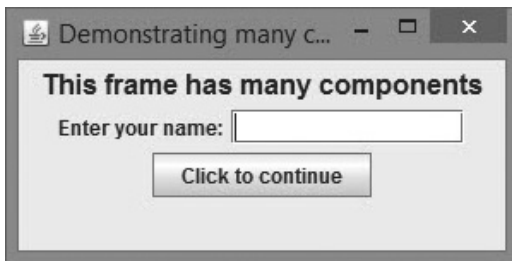 Demonstrating many c...
This frame has many components
Enter your name:
Click to continue